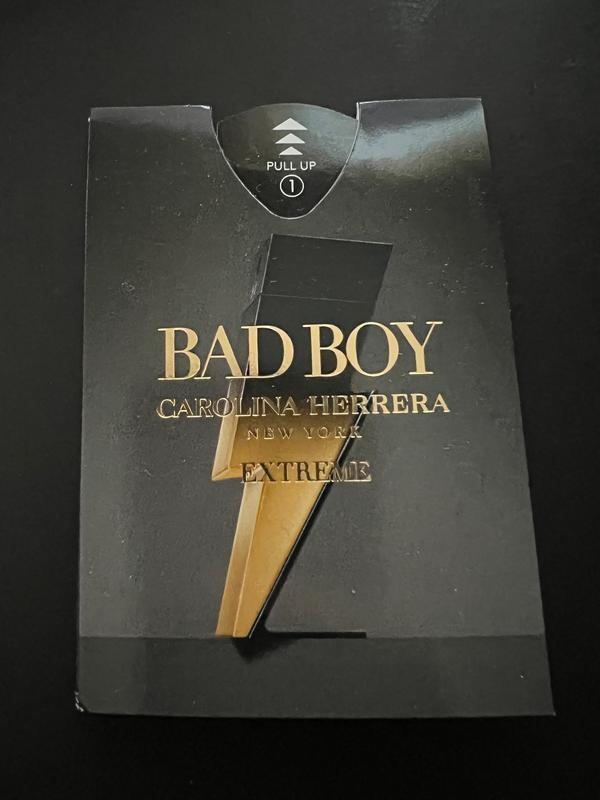 PULL UP
1
BAD BOY
CAROLINA HERRERA
NEW YORK
EXTREME